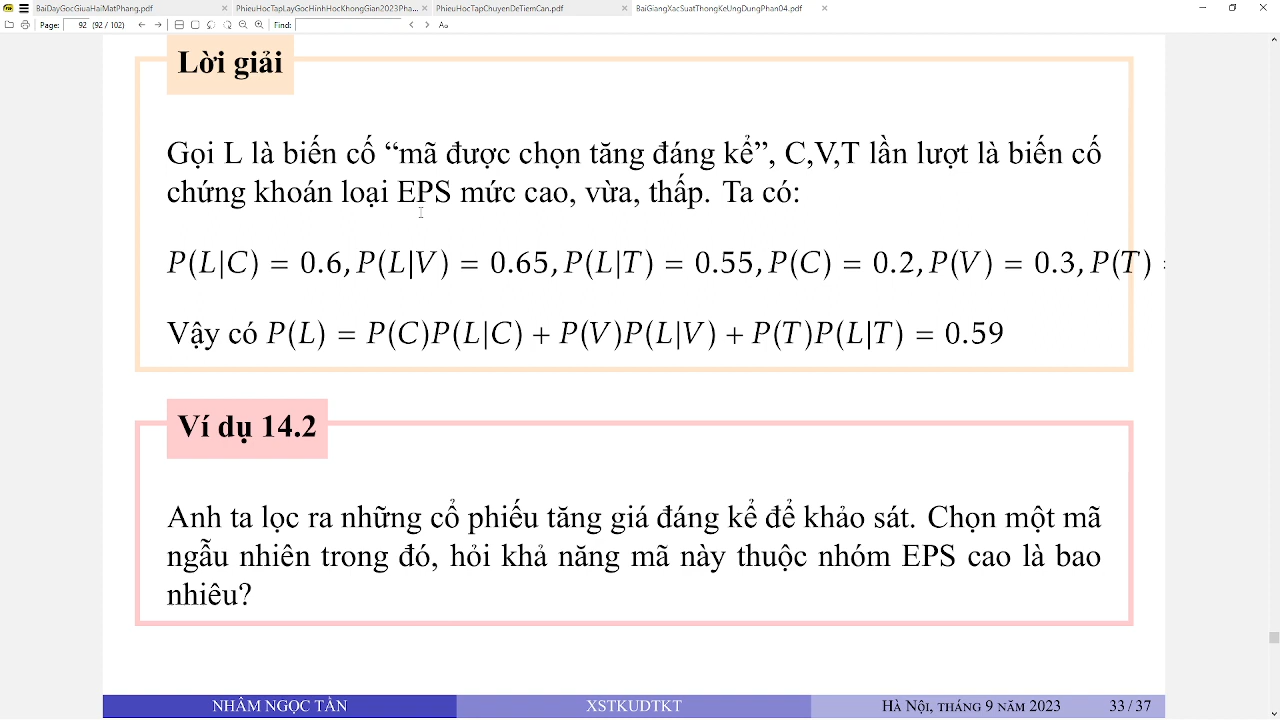 BaiDayGocGiuaHaiMatPhang.pdf
PhieuHocTapLayGocHinhHocKhongGian2023Pha...
PhieuHocTapChuyenDeTiemCan.pdf
BaiGiangXacSuatThongKeUngDungPhan04.pdf
Page: 92 (92 / 102) Find: Aa
Lời giải
Gọi L là biến cố “mã được chọn tăng đáng kể”, C,V,T lần lượt là biến cố
chứng khoán loại EPS mức cao, vừa, thấp. Ta có:
P(L|C) = 0.6, P(L|V) = 0.65, P(L|T) = 0.55, P(C) = 0.2, P(V) = 0.3, P(T) =
Vậy có P(L) = P(C)P(L|C) + P(V)P(L|V) + P(T)P(L|T) = 0.59
Ví dụ 14.2
Anh ta lọc ra những cổ phiếu tăng giá đáng kể để khảo sát. Chọn một mã
ngẫu nhiên trong đó, hỏi khả năng mã này thuộc nhóm EPS cao là bao
nhiêu?
NHÂM NGỌC TẦN XSTKUDTKT Hà Nội, tháng 9 năm 2023 33 / 37